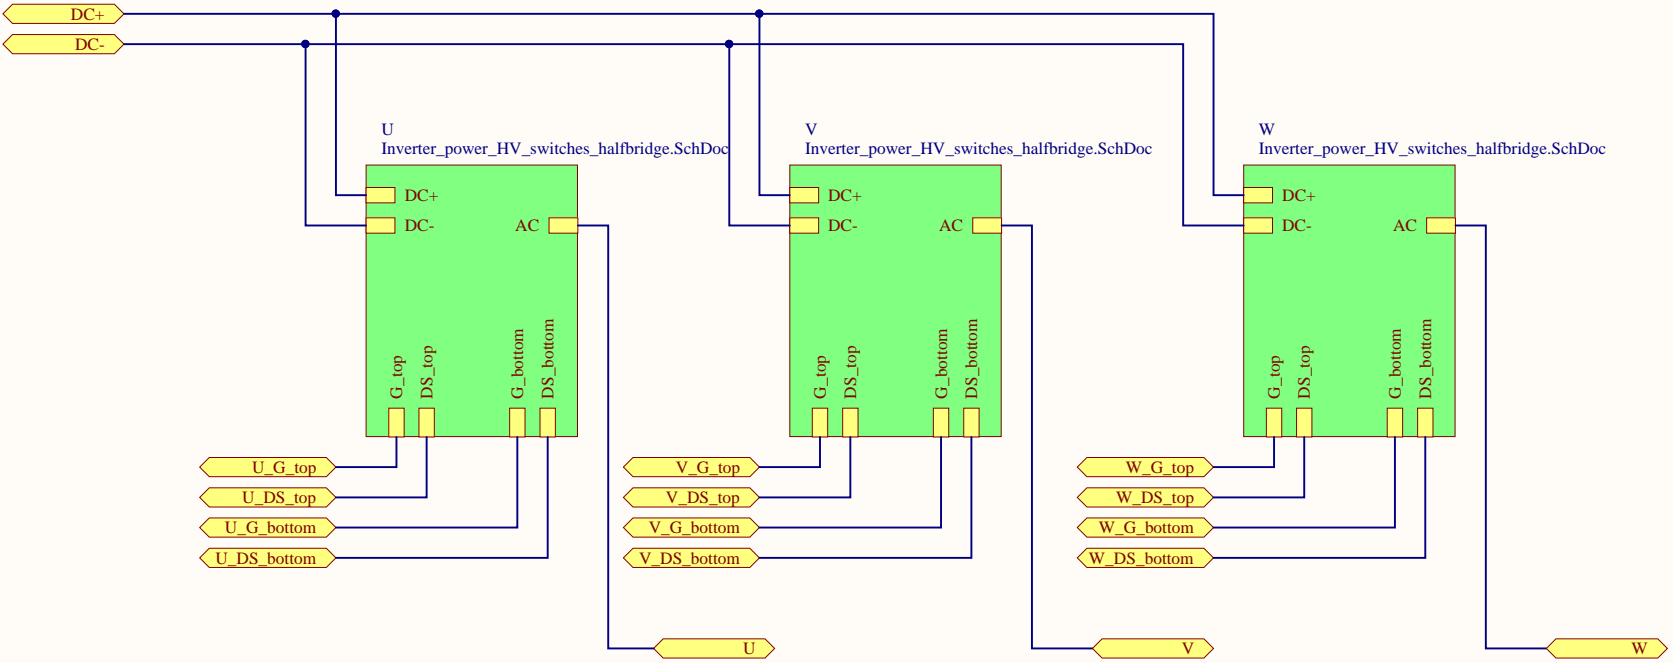 DC+
DC-
U
Inverter_power_HV_switches_halfbridge.SchDoc
DC+
DC-
AC
G_top
DS_top
G_bottom
DS_bottom
U_G_top
U_DS_top
U_G_bottom
U_DS_bottom
U
V
Inverter_power_HV_switches_halfbridge.SchDoc
DC+
DC-
AC
G_top
DS_top
G_bottom
DS_bottom
V_G_top
V_DS_top
V_G_bottom
V_DS_bottom
V
W
Inverter_power_HV_switches_halfbridge.SchDoc
DC+
DC-
AC
G_top
DS_top
G_bottom
DS_bottom
W_G_top
W_DS_top
W_G_bottom
W_DS_bottom
W